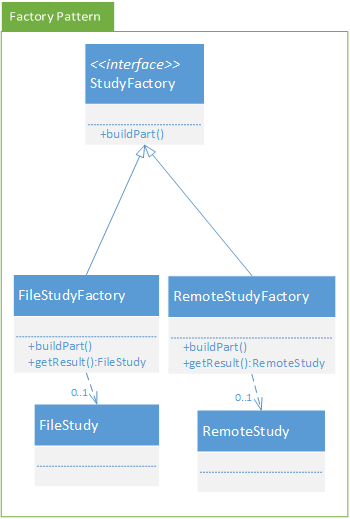 Factory Pattern
<<interface>>
StudyFactory
+buildPart()
FileStudyFactory
+buildPart()
+getResult():FileStudy
RemoteStudyFactory
+buildPart()
+getResult():RemoteStudy
0..1
0..1
FileStudy
RemoteStudy